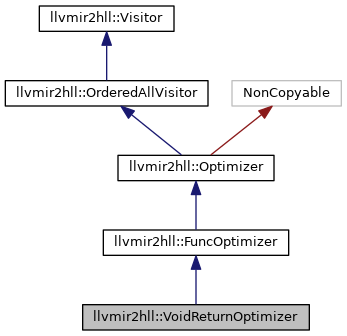 llvmir2hll::Visitor
llvmir2hll::OrderedAllVisitor
NonCopyable
llvmir2hll::Optimizer
llvmir2hll::FuncOptimizer
llvmir2hll::VoidReturnOptimizer